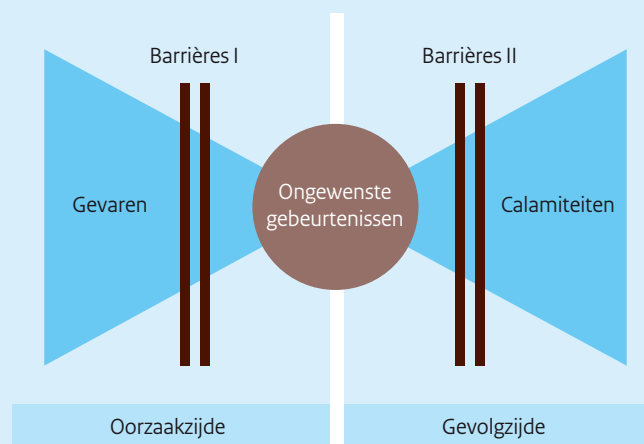 Barrières I
Barrières II
Gevaren
Ongewenste
gebeurtenissen
Calamiteiten
Oorzaakzijde
Gevolgzijde